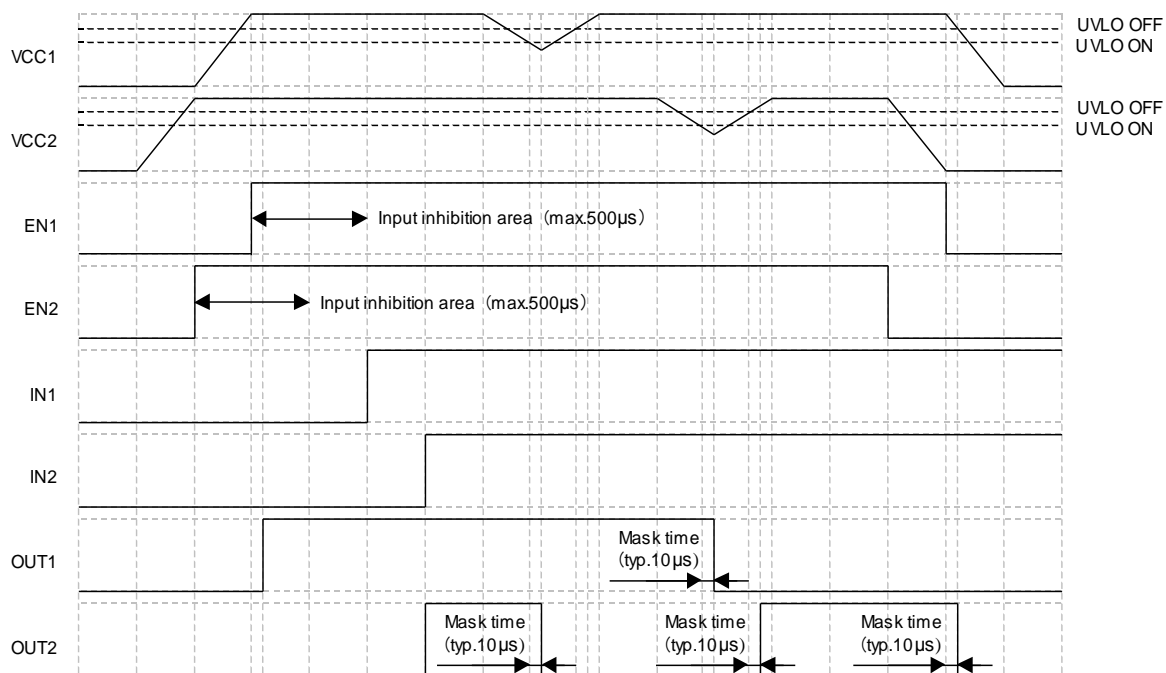 VCC1
UVLO OFF
UVLO ON
VCC2
UVLO OFF
UVLO ON
EN1
Input inhibition area (max.500µs)
EN2
Input inhibition area (max.500µs)
IN1
IN2
OUT1
Mask time
(typ.10µs)
OUT2
Mask time
(typ.10µs)
Mask time
(typ.10µs)
Mask time
(typ.10µs)